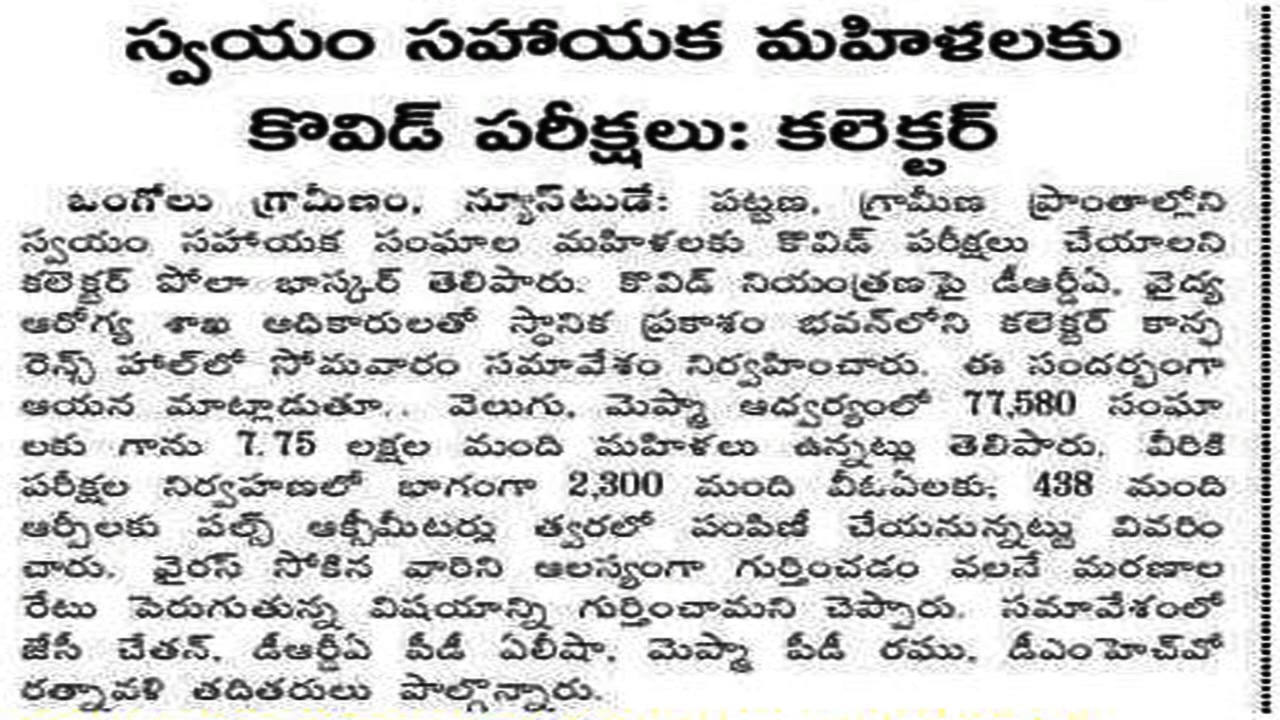 స్వయం సహాయక మహిళలకు
కొవిడ్ పరీక్షలు: కలెక్టర్
ఒంగోలు గ్రామీణం, న్యూస్‌టుడే: పట్టణ, గ్రామీణ ప్రాంతాల్లోని
స్వయం సహాయక సంఘాల మహిళలకు కొవిడ్ పరీక్షలు చేయాలని
కలెక్టర్ పోలా భాస్కర్ తెలిపారు. కొవిడ్ నియంత్రణపై డీఆర్డీఏ, వైద్య
ఆరోగ్య శాఖ అధికారులతో స్థానిక ప్రకాశం భవన్‌లోని కలెక్టర్ కాన్ఫ
రెన్స్ హాల్‌లో సోమవారం సమావేశం నిర్వహించారు. ఈ సందర్భంగా
ఆయన మాట్లాడుతూ.. వెలుగు, మెప్మా ఆధ్వర్యంలో 77,580 సంఘా
లకు గాను 7.75 లక్షల మంది మహిళలు ఉన్నట్లు తెలిపారు. వీరికి
పరీక్షల నిర్వహణలో భాగంగా 2,300 మంది వీఓఏలకు, 438 మంది
ఆర్పీలకు పల్స్ ఆక్సీమీటర్లు త్వరలో పంపిణీ చేయనున్నట్లు వివరిం
చారు. వైరస్ సోకిన వారిని ఆలస్యంగా గుర్తించడం వలనే మరణాల
రేటు పెరుగుతున్న విషయాన్ని గుర్తించామని చెప్పారు. సమావేశంలో
జేసీ చేతన్, డీఆర్డీఏ పీడీ ఏలీషా, మెప్మా పీడీ రఘు, డీఎంహెచ్‌వో
రత్నావళి తదితరులు పాల్గొన్నారు.